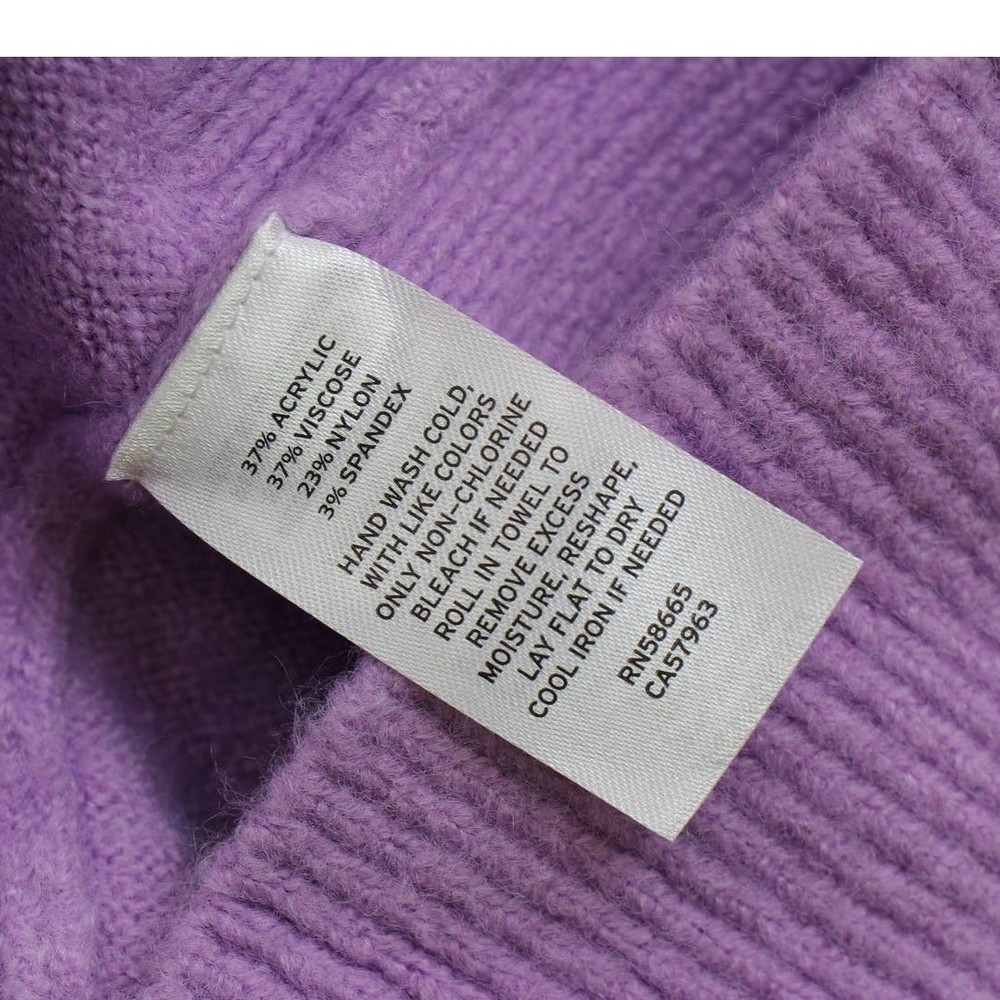 37% ACRYLIC
37% VISCOSE
23% NYLON
3% SPANDEX
HAND WASH COLD,
WITH LIKE COLORS
ONLY NON-CHLORINE
BLEACH IF NEEDED
ROLL IN TOWEL TO
REMOVE EXCESS
MOISTURE, RESHAPE,
LAY FLAT TO DRY
COOL IRON IF NEEDED
RN58665
CA57963